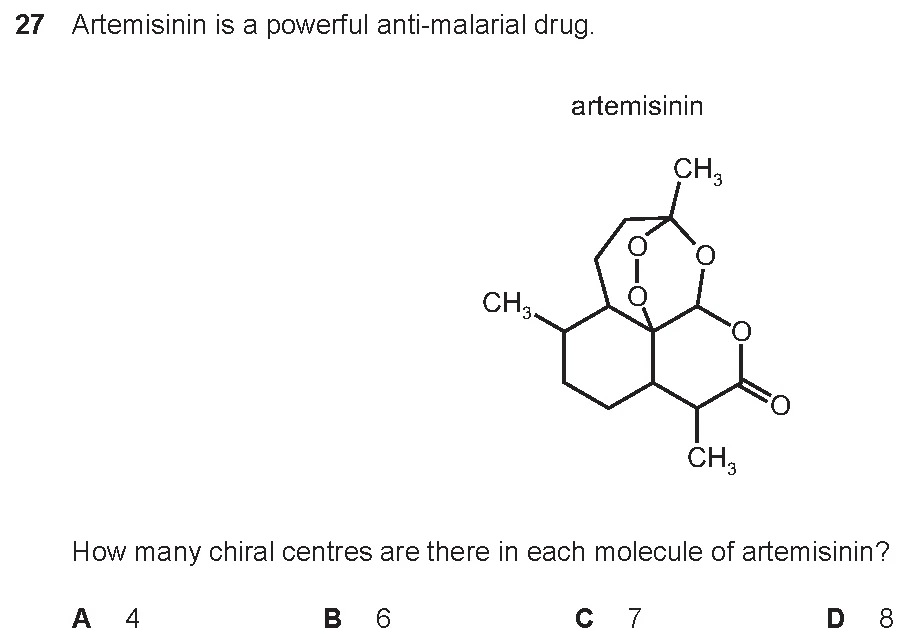 27 Artemisinin is a powerful anti-malarial drug.
artemisinin
CH3
O
O
O
CH3
O
O
CH3
How many chiral centres are there in each molecule of artemisinin?
A 4 B 6 C 7 D 8